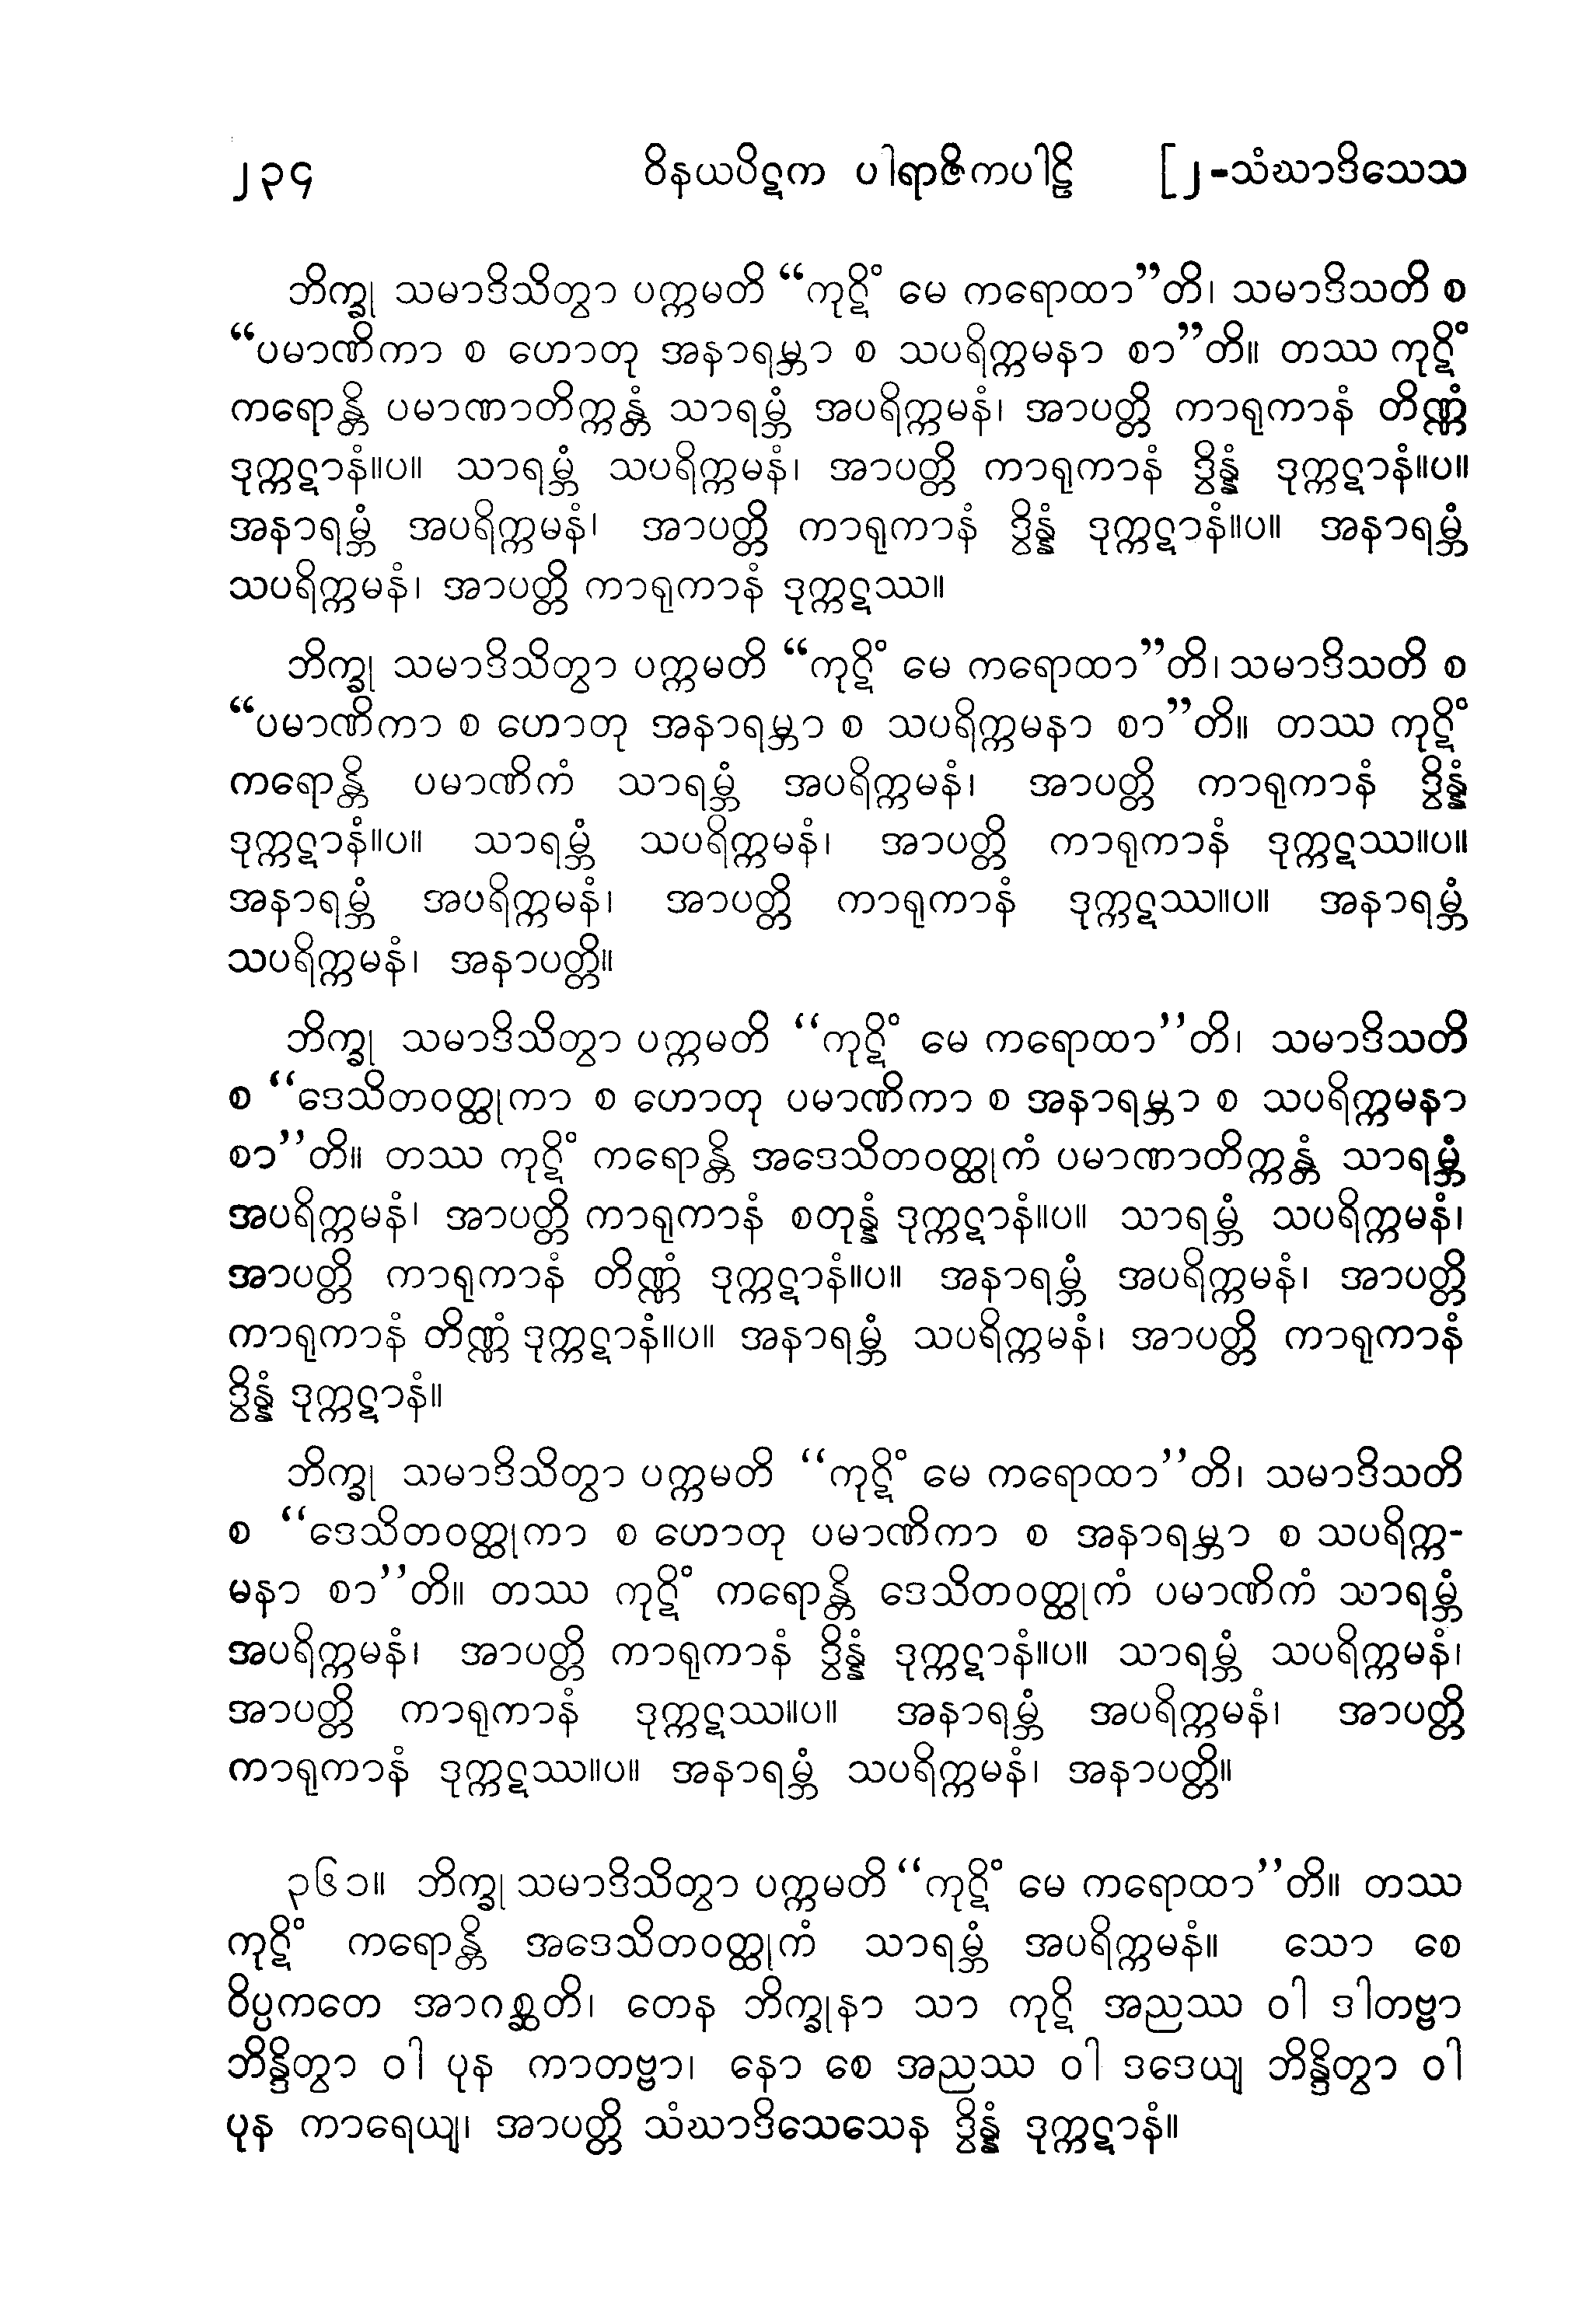 ၂၃၄ ဝိနယပိဋက ပါရာဇိကပါဠိ [၂-သံဃာဒိသေသ
ဘိက္ခု သမာဒိသိတွာ ပက္ကမတိ “ကုဋိံ မေ ကရောထာ”တိ၊ သမာဒိသတိ စ
“ပမာဏိကာ စ ဟောတု အနာရမ္ဘာ စ သပရိက္ကမနာ စာ”တိ။ တဿ ကုဋိံ
ကရောန္တိ ပမာဏာတိက္ကန္တံ သာရမ္ဘံ အပရိက္ကမနံ၊ အာပတ္တိ ကာရုကာနံ တိဏ္ဏံ
ဒုက္ကဋာနံ။ပ။ သာရမ္ဘံ သပရိက္ကမနံ၊ အာပတ္တိ ကာရုကာနံ ဒွိန္နံ ဒုက္ကဋာနံ။ပ။
အနာရမ္ဘံ အပရိက္ကမနံ၊ အာပတ္တိ ကာရုကာနံ ဒွိန္နံ ဒုက္ကဋာနံ။ပ။ အနာရမ္ဘံ
သပရိက္ကမနံ၊ အာပတ္တိ ကာရုကာနံ ဒုက္ကဋဿ။
ဘိက္ခု သမာဒိသိတွာ ပက္ကမတိ “ကုဋိံ မေ ကရောထာ”တိ၊ သမာဒိသတိ စ
“ပမာဏိကာ စ ဟောတု အနာရမ္ဘာ စ သပရိက္ကမနာ စာ”တိ။ တဿ ကုဋိံ
ကရောန္တိ ပမာဏိကံ သာရမ္ဘံ အပရိက္ကမနံ၊ အာပတ္တိ ကာရုကာနံ ဒွိန္နံ
ဒုက္ကဋာနံ။ပ။ သာရမ္ဘံ သပရိက္ကမနံ၊ အာပတ္တိ ကာရုကာနံ ဒုက္ကဋဿ။ပ။
အနာရမ္ဘံ အပရိက္ကမနံ၊ အာပတ္တိ ကာရုကာနံ ဒုက္ကဋဿ။ပ။ အနာရမ္ဘံ
သပရိက္ကမနံ၊ အနာပတ္တိ။
ဘိက္ခု သမာဒိသိတွာ ပက္ကမတိ “ကုဋိံ မေ ကရောထာ”တိ၊ သမာဒိသတိ
စ “ဒေသိတဝတ္ထုကာ စ ဟောတု ပမာဏိကာ စ အနာရမ္ဘာ စ သပရိက္ကမနာ
စာ”တိ။ တဿ ကုဋိံ ကရောန္တိ အဒေသိတဝတ္ထုကံ ပမာဏာတိက္ကန္တံ သာရမ္ဘံ
အပရိက္ကမနံ၊ အာပတ္တိ ကာရုကာနံ စတုန္နံ ဒုက္ကဋာနံ။ပ။ သာရမ္ဘံ သပရိက္ကမနံ၊
အာပတ္တိ ကာရုကာနံ တိဏ္ဏံ ဒုက္ကဋာနံ။ပ။ အနာရမ္ဘံ အပရိက္ကမနံ၊ အာပတ္တိ
ကာရုကာနံ တိဏ္ဏံ ဒုက္ကဋာနံ။ပ။ အနာရမ္ဘံ သပရိက္ကမနံ၊ အာပတ္တိ ကာရုကာနံ
ဒွိန္နံ ဒုက္ကဋာနံ။
ဘိက္ခု သမာဒိသိတွာ ပက္ကမတိ “ကုဋိံ မေ ကရောထာ”တိ၊ သမာဒိသတိ
စ “ဒေသိတဝတ္ထုကာ စ ဟောတု ပမာဏိကာ စ အနာရမ္ဘာ စ သပရိက္က-
မနာ စာ”တိ။ တဿ ကုဋိံ ကရောန္တိ ဒေသိတဝတ္ထုကံ ပမာဏိကံ သာရမ္ဘံ
အပရိက္ကမနံ၊ အာပတ္တိ ကာရုကာနံ ဒွိန္နံ ဒုက္ကဋာနံ။ပ။ သာရမ္ဘံ သပရိက္ကမနံ၊
အာပတ္တိ ကာရုကာနံ ဒုက္ကဋဿ။ပ။ အနာရမ္ဘံ အပရိက္ကမနံ၊ အာပတ္တိ
ကာရုကာနံ ဒုက္ကဋဿ။ပ။ အနာရမ္ဘံ သပရိက္ကမနံ၊ အနာပတ္တိ။
၃၆၁။ ဘိက္ခု သမာဒိသိတွာ ပက္ကမတိ “ကုဋိံ မေ ကရောထာ”တိ။ တဿ
ကုဋိံ ကရောန္တိ အဒေသိတဝတ္ထုကံ သာရမ္ဘံ အပရိက္ကမနံ။ သော စေ
ဝိပ္ပကတေ အာဂစ္ဆတိ၊ တေန ဘိက္ခုနာ သာ ကုဋိ အညဿ ဝါ ဒါတဗ္ဗာ
ဘိန္ဒိတွာ ဝါ ပုန ကာတဗ္ဗာ၊ နော စေ အညဿ ဝါ ဒဒေယျ ဘိန္ဒိတွာ ဝါ
ပုန ကာရေယျ၊ အာပတ္တိ သံဃာဒိသေသေန ဒွိန္နံ ဒုက္ကဋာနံ။